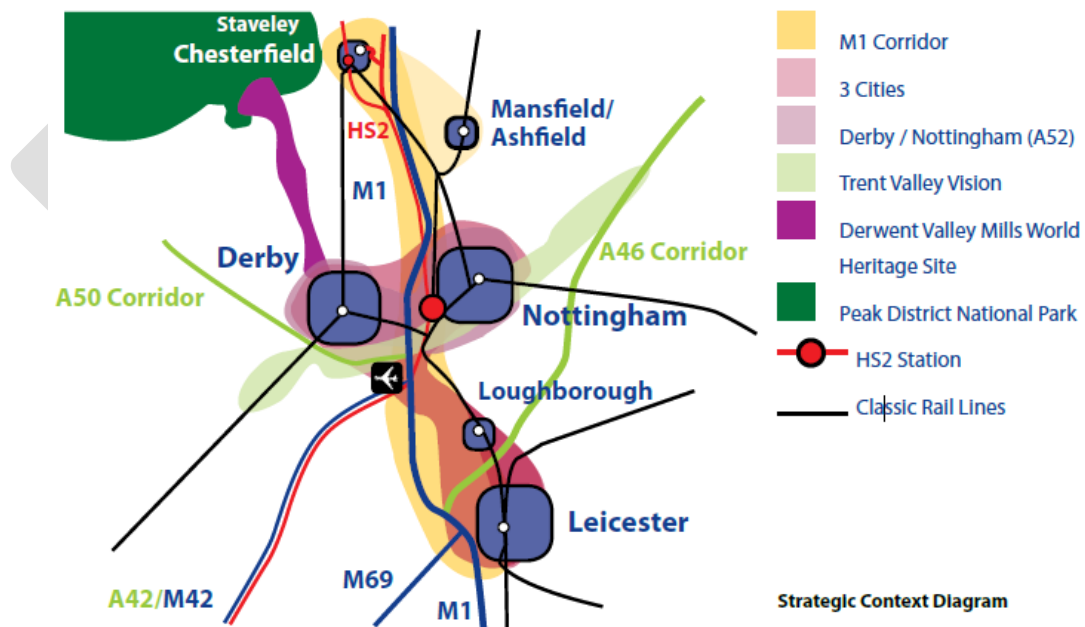 Staveley
Chesterfield
HS2
Mansfield/
Ashfield
M1
Derby
A46 Corridor
A50 Corridor
Nottingham
Loughborough
Leicester
M69
A42/M42
M1
M1 Corridor
3 Cities
Derby / Nottingham (A52)
Trent Valley Vision
Derwent Valley Mills World
Heritage Site
Peak District National Park
HS2 Station
Classic Rail Lines
Strategic Context Diagram